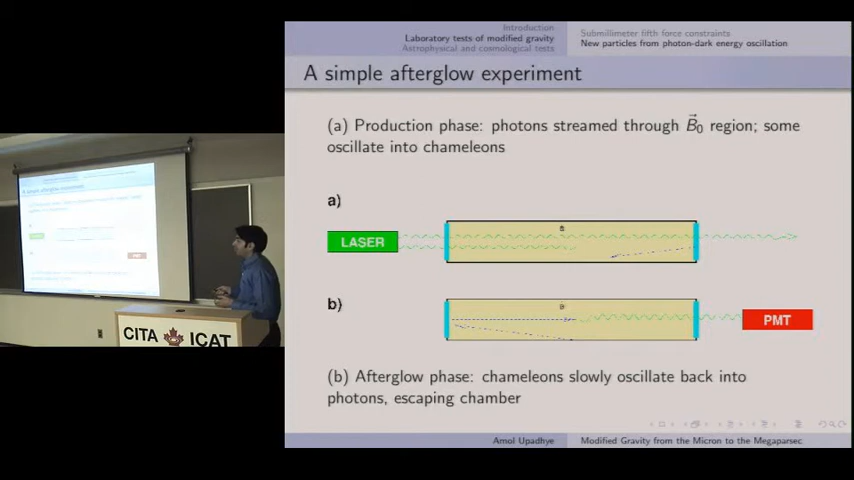 Introduction
Laboratory tests of modified gravity
Astrophysical and cosmological tests
Submillimeter fifth force constraints
New particles from photon-dark energy oscillation
A simple afterglow experiment
(a) Production phase: photons streamed through B⃗₀ region; some
oscillate into chameleons
a)
LASER
b)
PMT
(b) Afterglow phase: chameleons slowly oscillate back into
photons, escaping chamber
Amol Upadhye
Modified Gravity from the Micron to the Megaparsec
CITA ICAT